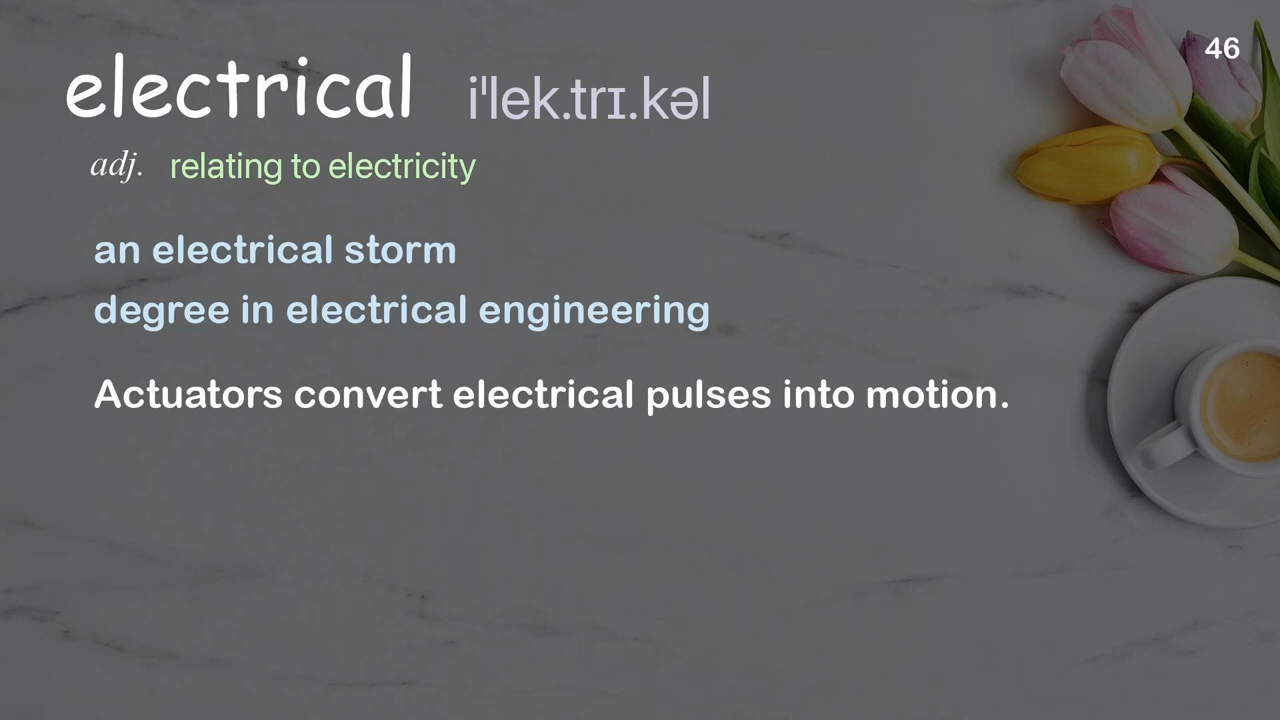 46
electrical iˈlek.trɪ.kəl
adj. relating to electricity
an electrical storm
degree in electrical engineering
Actuators convert electrical pulses into motion.